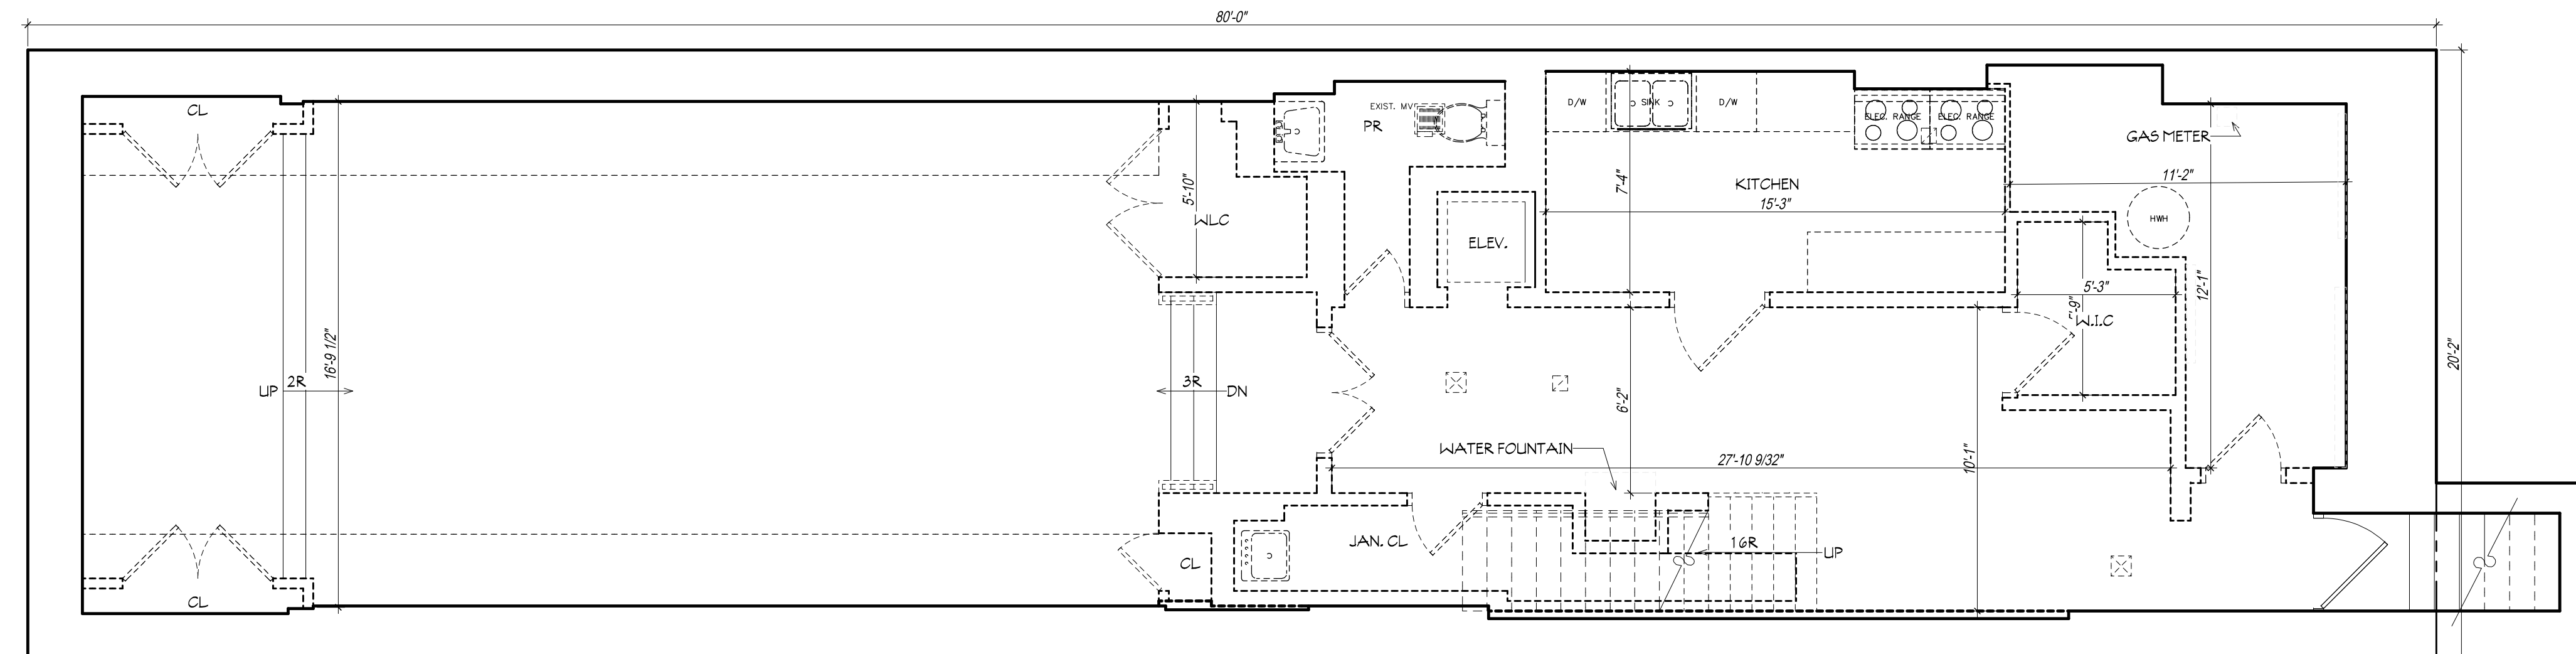 80'-0"
CL
EXIST. MV
PR
D/W
SINK
D/W
ELEC. RANGE
ELEC. RANGE
GAS METER
11'-2"
7'-4"
KITCHEN
15'-3"
5'-10"
WLC
ELEV.
HWH
5'-3"
12'-1"
W.I.C
16'-9 1/2"
20'-2"
UP
2R
3R
DN
6'-2"
WATER FOUNTAIN
27'-10 9/32"
10'-1"
JAN. CL
16R
UP
CL
CL